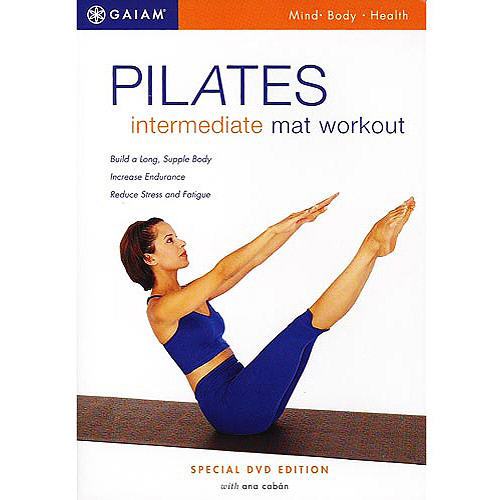 GAIAM®
Mind· Body · Health
PILATES
intermediate mat workout
Build a Long, Supple Body
Increase Endurance
Reduce Stress and Fatigue
SPECIAL DVD EDITION
with ana cabán